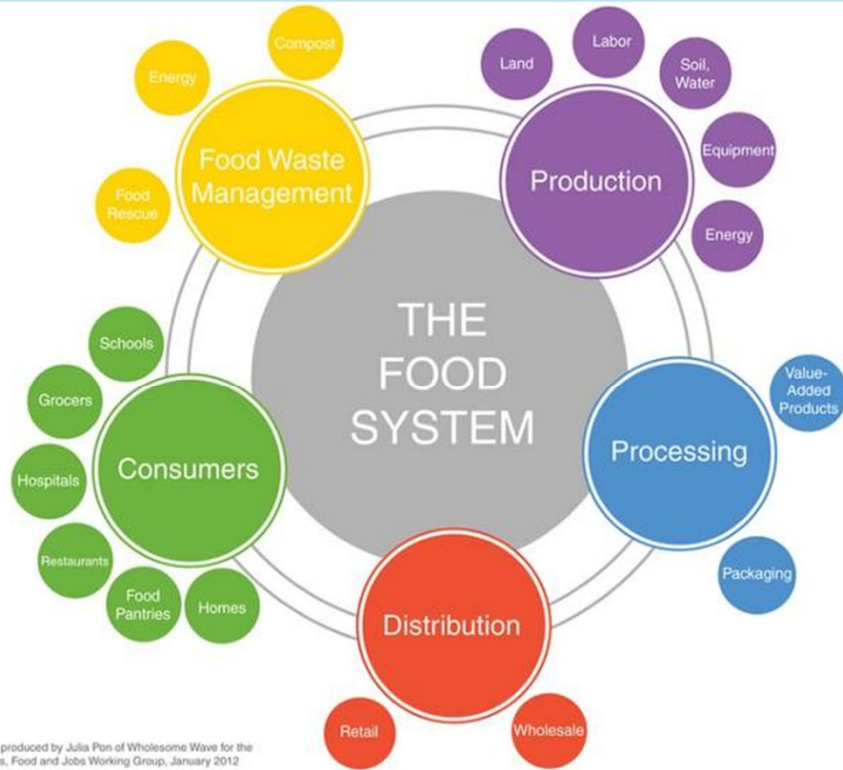 THE
FOOD
SYSTEM
Production
Land
Labor
Soil,
Water
Equipment
Energy
Processing
Value-
Added
Products
Packaging
Distribution
Wholesale
Retail
Consumers
Homes
Food
Pantries
Restaurants
Hospitals
Grocers
Schools
Food Waste
Management
Food
Rescue
Energy
Compost
produced by Julia Pon of Wholesome Wave for the
s, Food and Jobs Working Group, January 2012